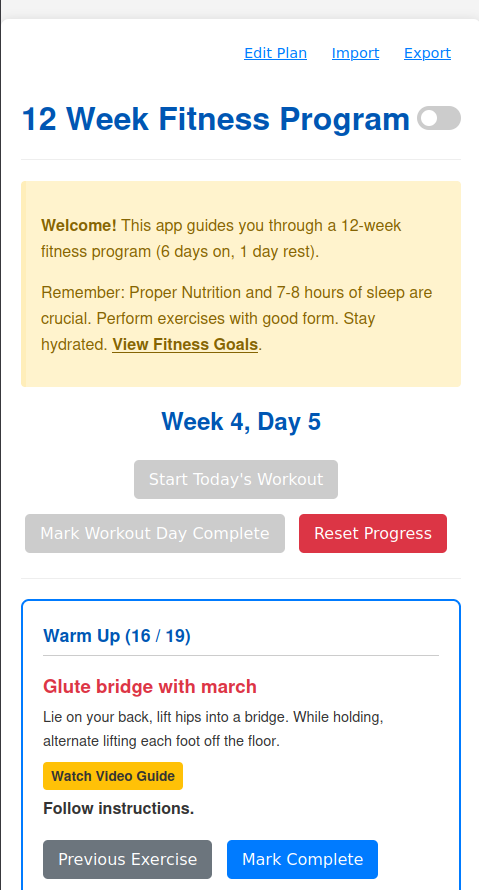 Edit Plan Import Export
12 Week Fitness Program
Welcome! This app guides you through a 12-week
fitness program (6 days on, 1 day rest).
Remember: Proper Nutrition and 7-8 hours of sleep are
crucial. Perform exercises with good form. Stay
hydrated. View Fitness Goals.
Week 4, Day 5
Start Today's Workout
Mark Workout Day Complete Reset Progress
Warm Up (16 / 19)
Glute bridge with march
Lie on your back, lift hips into a bridge. While holding,
alternate lifting each foot off the floor.
Watch Video Guide
Follow instructions.
Previous Exercise Mark Complete